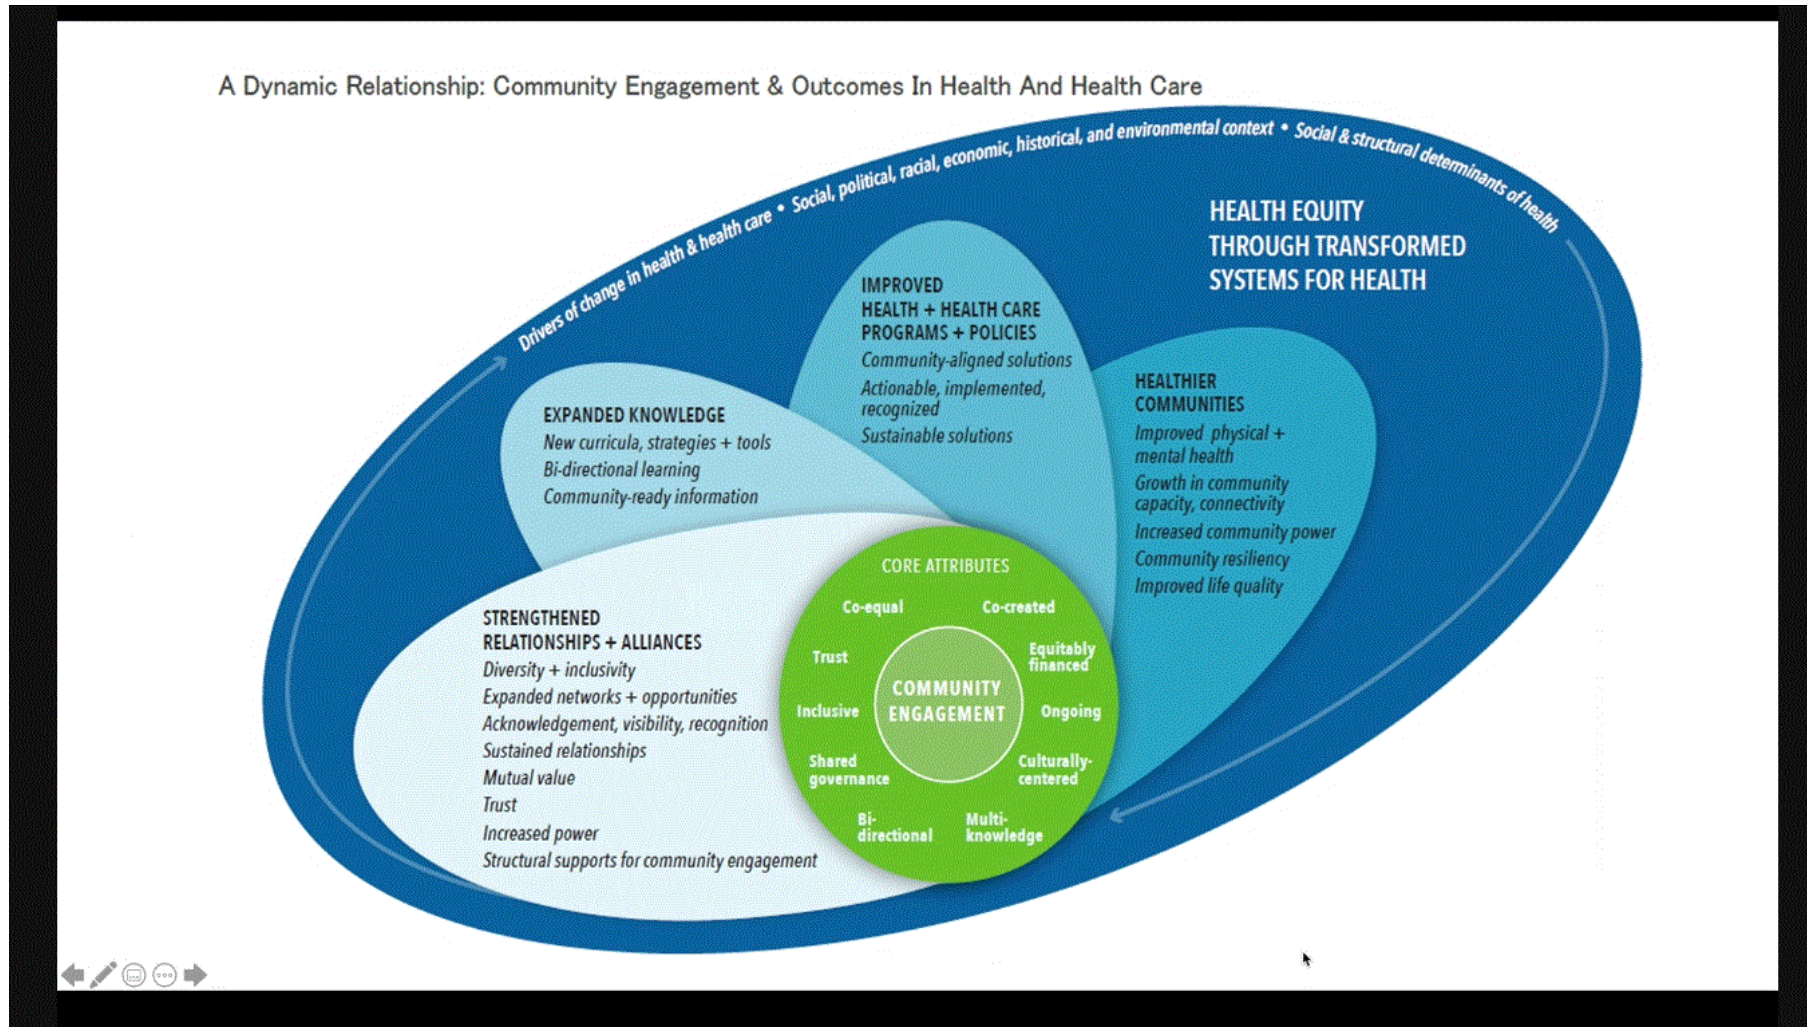 A Dynamic Relationship: Community Engagement & Outcomes In Health And Health Care
Drivers of change in health & health care • Social, political, racial, economic, historical, and environmental context • Social & structural determinants of health
HEALTH EQUITY
THROUGH TRANSFORMED
SYSTEMS FOR HEALTH
IMPROVED
HEALTH + HEALTH CARE
PROGRAMS + POLICIES
Community-aligned solutions
Actionable, implemented,
recognized
Sustainable solutions
HEALTHIER
COMMUNITIES
Improved physical +
mental health
Growth in community
capacity, connectivity
Increased community power
Community resiliency
Improved life quality
EXPANDED KNOWLEDGE
New curricula, strategies + tools
Bi-directional learning
Community-ready information
STRENGTHENED
RELATIONSHIPS + ALLIANCES
Diversity + inclusivity
Expanded networks + opportunities
Acknowledgement, visibility, recognition
Sustained relationships
Mutual value
Trust
Increased power
Structural supports for community engagement
CORE ATTRIBUTES
Co-equal
Co-created
Trust
Equitably
financed
Inclusive
Ongoing
Shared
governance
Culturally-
centered
Bi-
directional
Multi-
knowledge
COMMUNITY
ENGAGEMENT